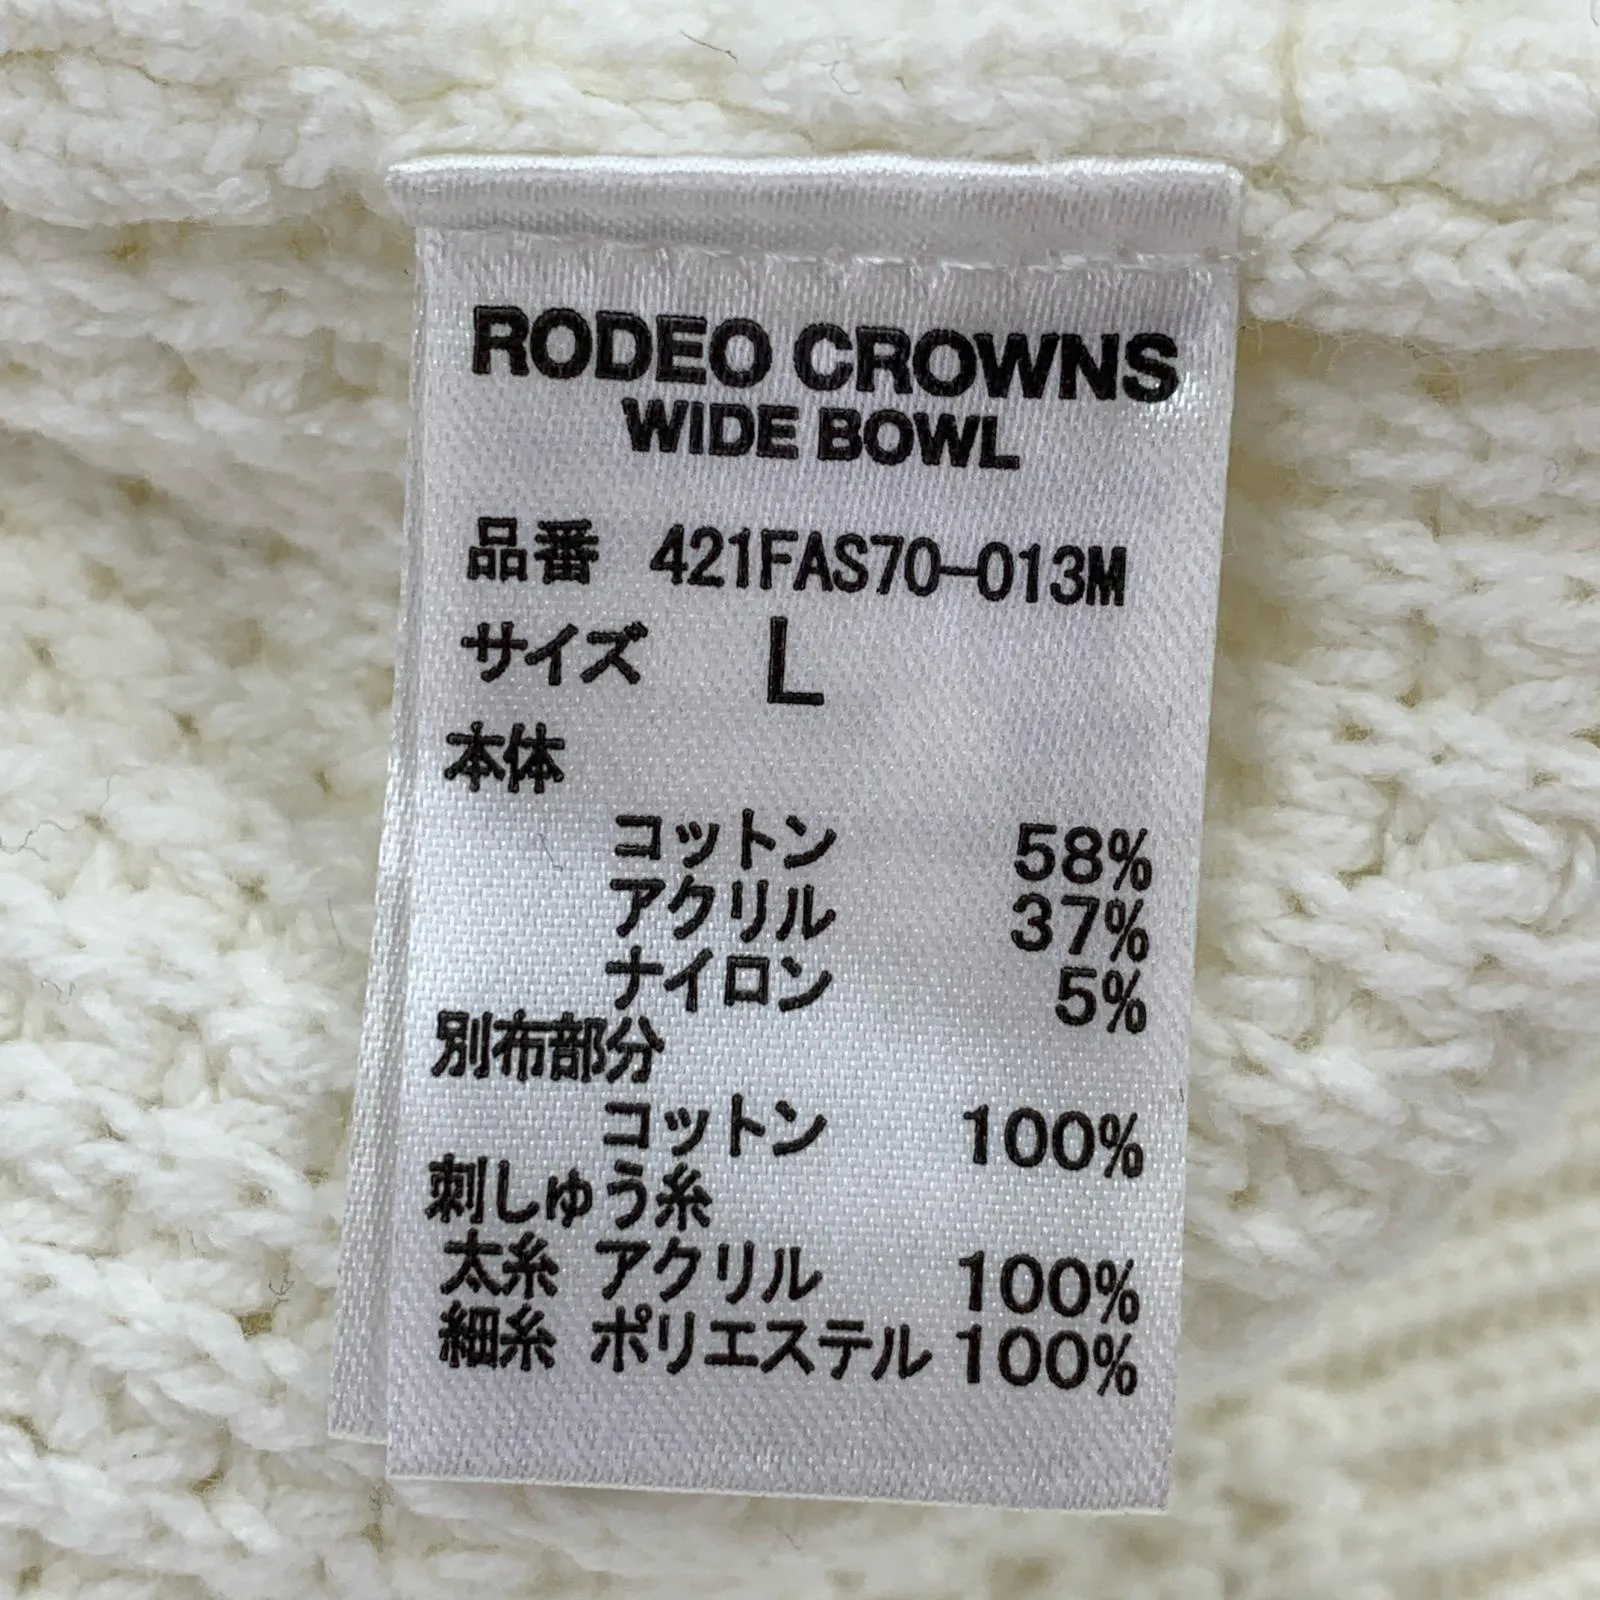 RODEO CROWNS
WIDE BOWL
品番 421FAS70-013M
サイズ L
本体
コットン 58%
アクリル 37%
ナイロン 5%
別布部分
コットン 100%
刺しゅう糸
太糸 アクリル 100%
細糸 ポリエステル 100%